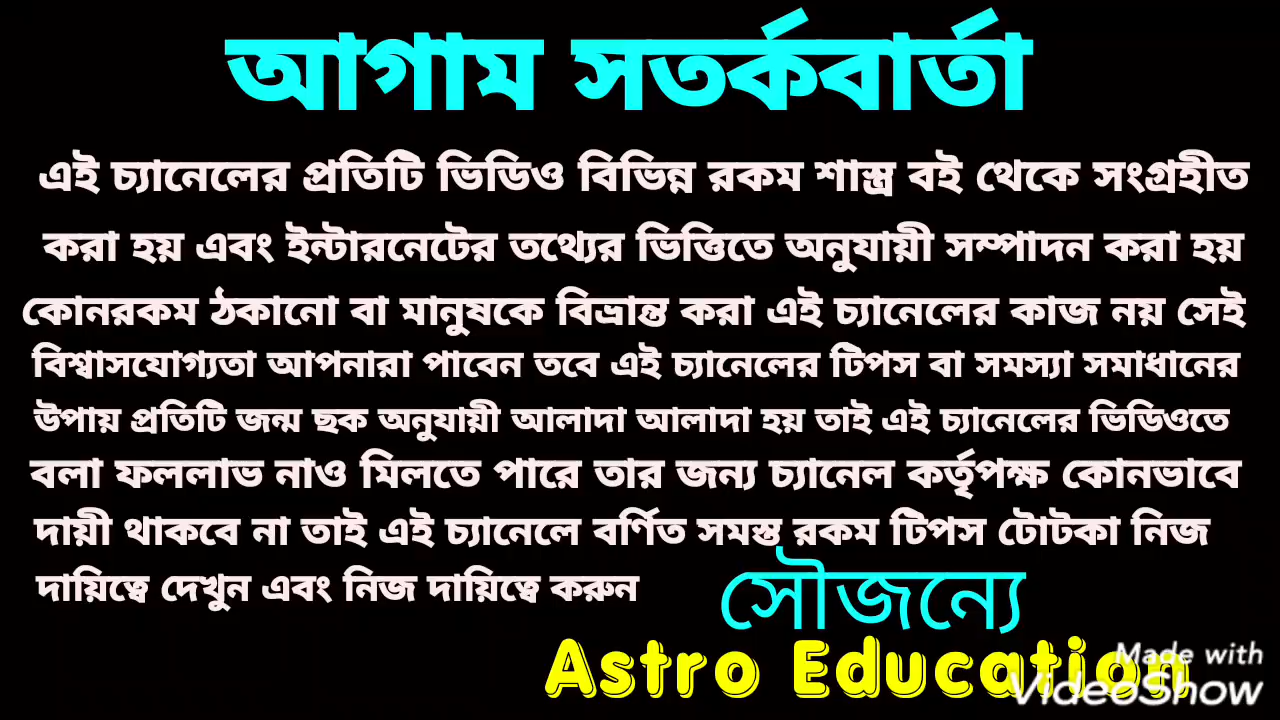 আগাম সতর্কবার্তা
এই চ্যানেলের প্রতিটি ভিডিও বিভিন্ন রকম শাস্ত্র বই থেকে সংগ্রহীত
করা হয় এবং ইন্টারনেটের তথ্যের ভিত্তিতে অনুযায়ী সম্পাদন করা হয়
কোনরকম ঠকানো বা মানুষকে বিভ্রান্ত করা এই চ্যানেলের কাজ নয় সেই
বিশ্বাসযোগ্যতা আপনারা পাবেন তবে এই চ্যানেলের টিপস বা সমস্যা সমাধানের
উপায় প্রতিটি জন্ম ছক অনুযায়ী আলাদা আলাদা হয় তাই এই চ্যানেলের ভিডিওতে
বলা ফললাভ নাও মিলতে পারে তার জন্য চ্যানেল কর্তৃপক্ষ কোনভাবে
দায়ী থাকবে না তাই এই চ্যানেলে বর্ণিত সমস্ত রকম টিপস টোটকা নিজ
দায়িত্বে দেখুন এবং নিজ দায়িত্বে করুন
সৌজন্যে
Astro Education
Made with
VideoShow